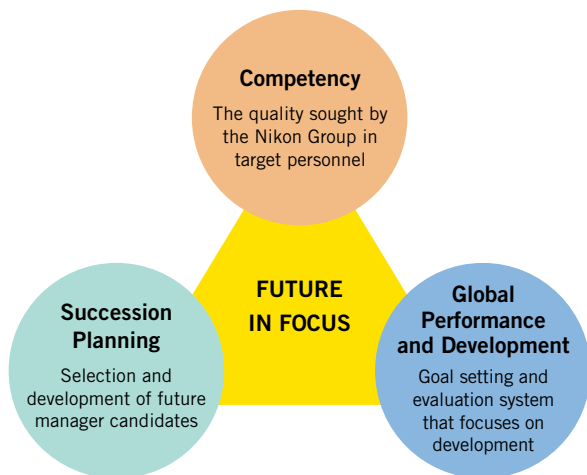 Competency
The quality sought by
the Nikon Group in
target personnel
FUTURE
IN FOCUS
Succession
Planning
Selection and
development of future
manager candidates
Global
Performance
and Development
Goal setting and
evaluation system
that focuses on
development